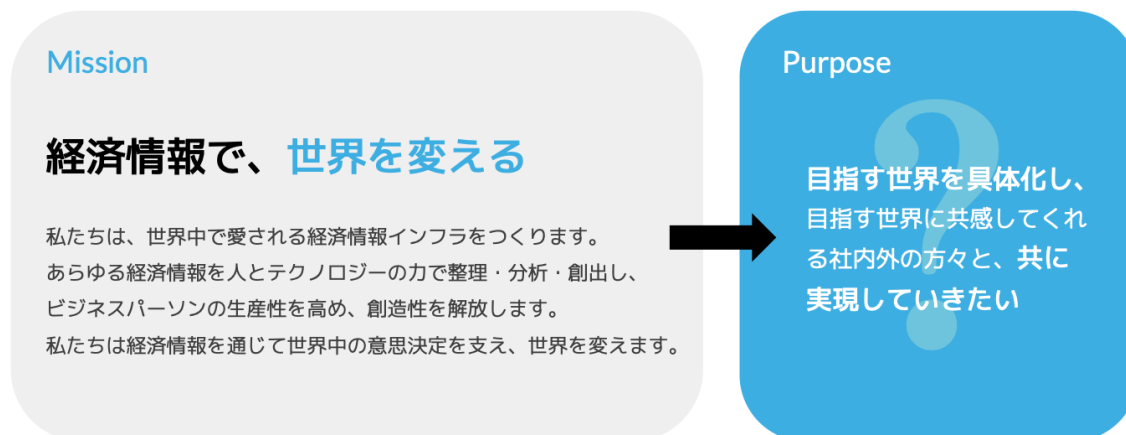 Mission
経済情報で、世界を変える
私たちは、世界中で愛される経済情報インフラをつくります。
あらゆる経済情報を人とテクノロジーの力で整理・分析・創出し、
ビジネスパーソンの生産性を高め、創造性を解放します。
私たちは経済情報を通じて世界中の意思決定を支え、世界を変えます。
Purpose
?
目指す世界を具体化し、
目指す世界に共感してくれ
る社内外の方々と、共に
実現していきたい